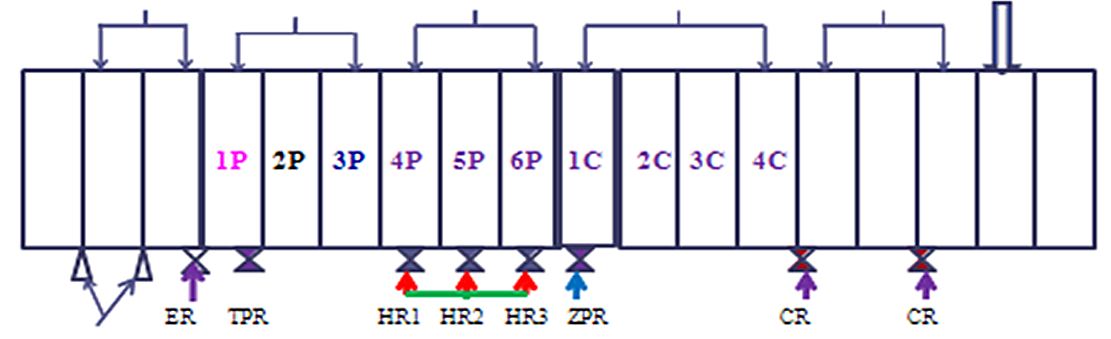 1P 2P 3P 4P 5P 6P 1C 2C 3C 4C
ER TPR HR1 HR2 HR3 ZPR CR CR